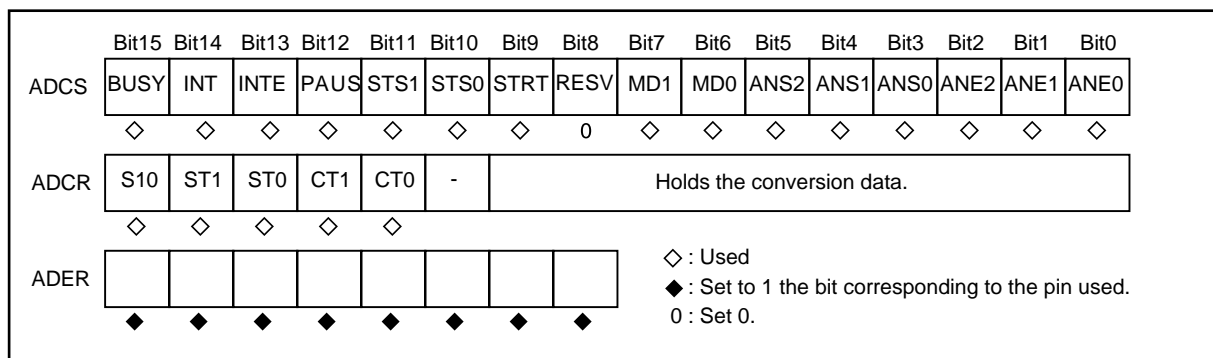 Bit15 Bit14 Bit13 Bit12 Bit11 Bit10 Bit9 Bit8 Bit7 Bit6 Bit5 Bit4 Bit3 Bit2 Bit1 Bit0
ADCS BUSY INT INTE PAUS STS1 STS0 STRT RESV MD1 MD0 ANS2 ANS1 ANS0 ANE2 ANE1 ANE0
◇ ◇ ◇ ◇ ◇ ◇ ◇ 0 ◇ ◇ ◇ ◇ ◇ ◇ ◇ ◇
ADCR S10 ST1 ST0 CT1 CT0 - Holds the conversion data.
◇ ◇ ◇ ◇ ◇
ADER
◆ ◆ ◆ ◆ ◆ ◆ ◆ ◆
◇ : Used
◆ : Set to 1 the bit corresponding to the pin used.
0 : Set 0.